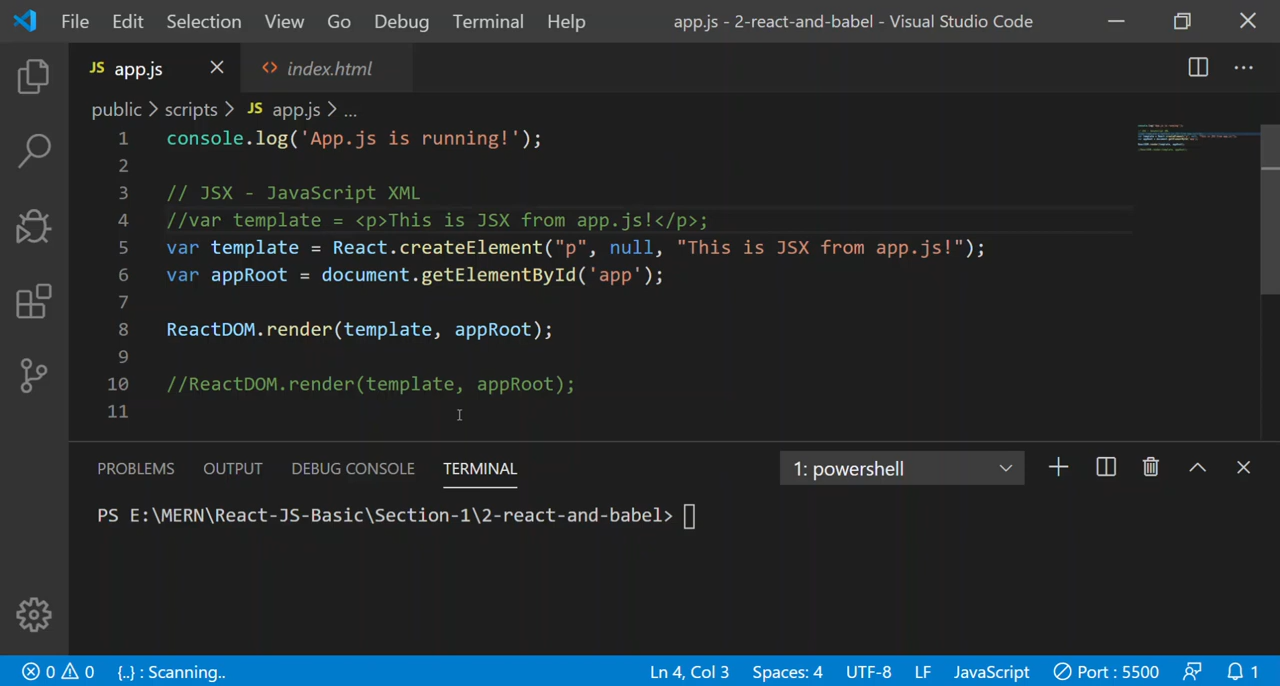 File Edit Selection View Go Debug Terminal Help app.js - 2-react-and-babel - Visual Studio Code
JS app.js index.html
public > scripts > JS app.js > ...
1 console.log('App.js is running!');
2
3 // JSX - JavaScript XML
4 //var template = <p>This is JSX from app.js!</p>;
5 var template = React.createElement("p", null, "This is JSX from app.js!");
6 var appRoot = document.getElementById('app');
7
8 ReactDOM.render(template, appRoot);
9
10 //ReactDOM.render(template, appRoot);
11
PROBLEMS OUTPUT DEBUG CONSOLE TERMINAL 1: powershell
PS E:\MERN\React-JS-Basic\Section-1\2-react-and-babel>
0 0 {..} : Scanning.. Ln 4, Col 3 Spaces: 4 UTF-8 LF JavaScript Port : 5500 1